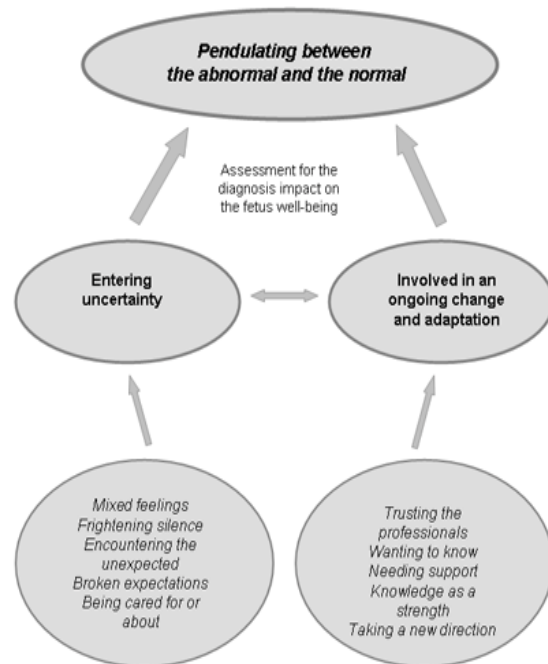 Pendulating between
the abnormal and the normal
Assessment for the
diagnosis impact on
the fetus well-being
Entering
uncertainty
Involved in an
ongoing change
and adaptation
Mixed feelings
Frightening silence
Encountering the
unexpected
Broken expectations
Being cared for or
about
Trusting the
professionals
Wanting to know
Needing support
Knowledge as a
strength
Taking a new direction